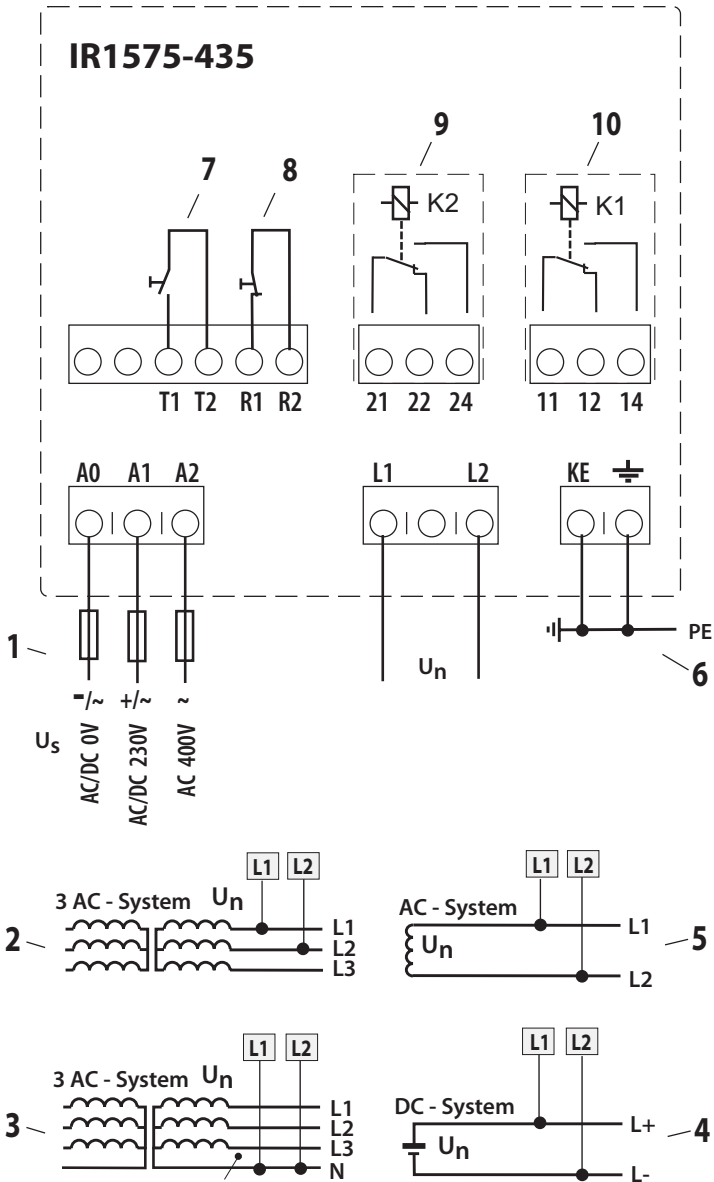 IR1575-435
9 10
7 8
K2 K1
T1 T2 R1 R2 21 22 24 11 12 14
A0 A1 A2 L1 L2 KE
1
PE
Un
6
-/~ +/~ ~
Us
AC/DC 0V
AC/DC 230V
AC 400V
L1 L2
3 AC - System Un
2
L1
L2
L3
L1 L2
AC - System
Un
L1
L2
5
L1 L2
3 AC - System Un
3
L1
L2
L3
N
L1 L2
DC - System
Un
L+
L-
4